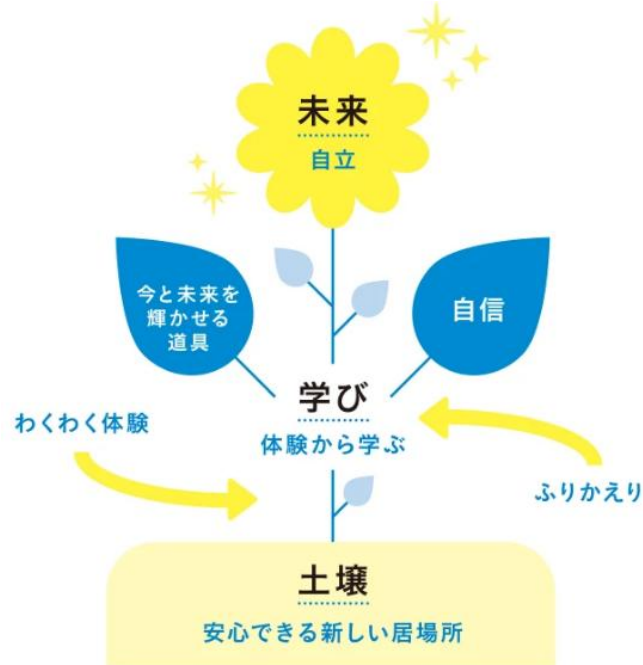 未来
自立
今と未来を
輝かせる
道具
自信
学び
体験から学ぶ
わくわく体験
ふりかえり
土壌
安心できる新しい居場所